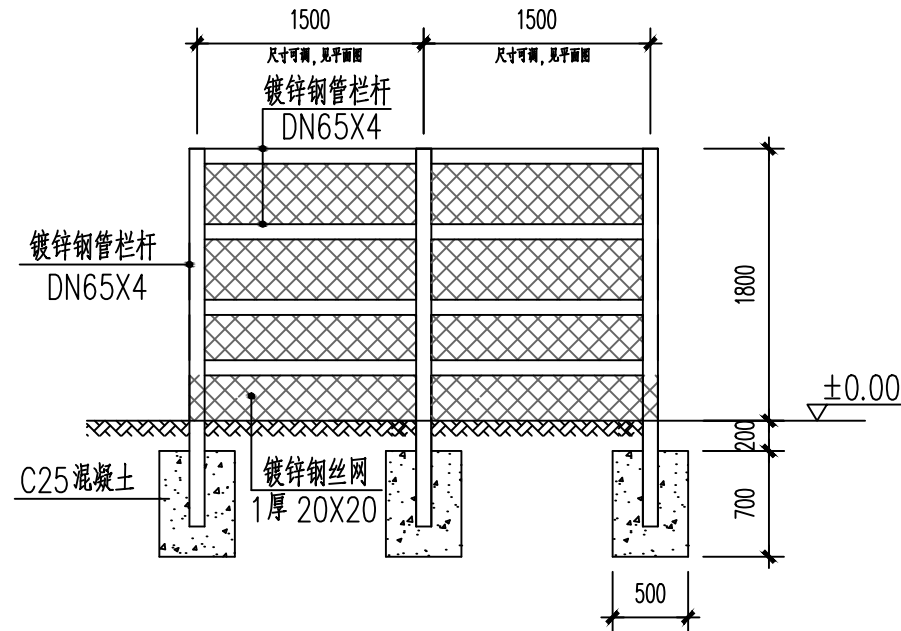 1500
1500
尺寸可调,见平面图
尺寸可调,见平面图
镀锌钢管栏杆
DN65X4
镀锌钢管栏杆
DN65X4
1800
±0.00
200
C25混凝土
镀锌钢丝网
1厚 20X20
700
500